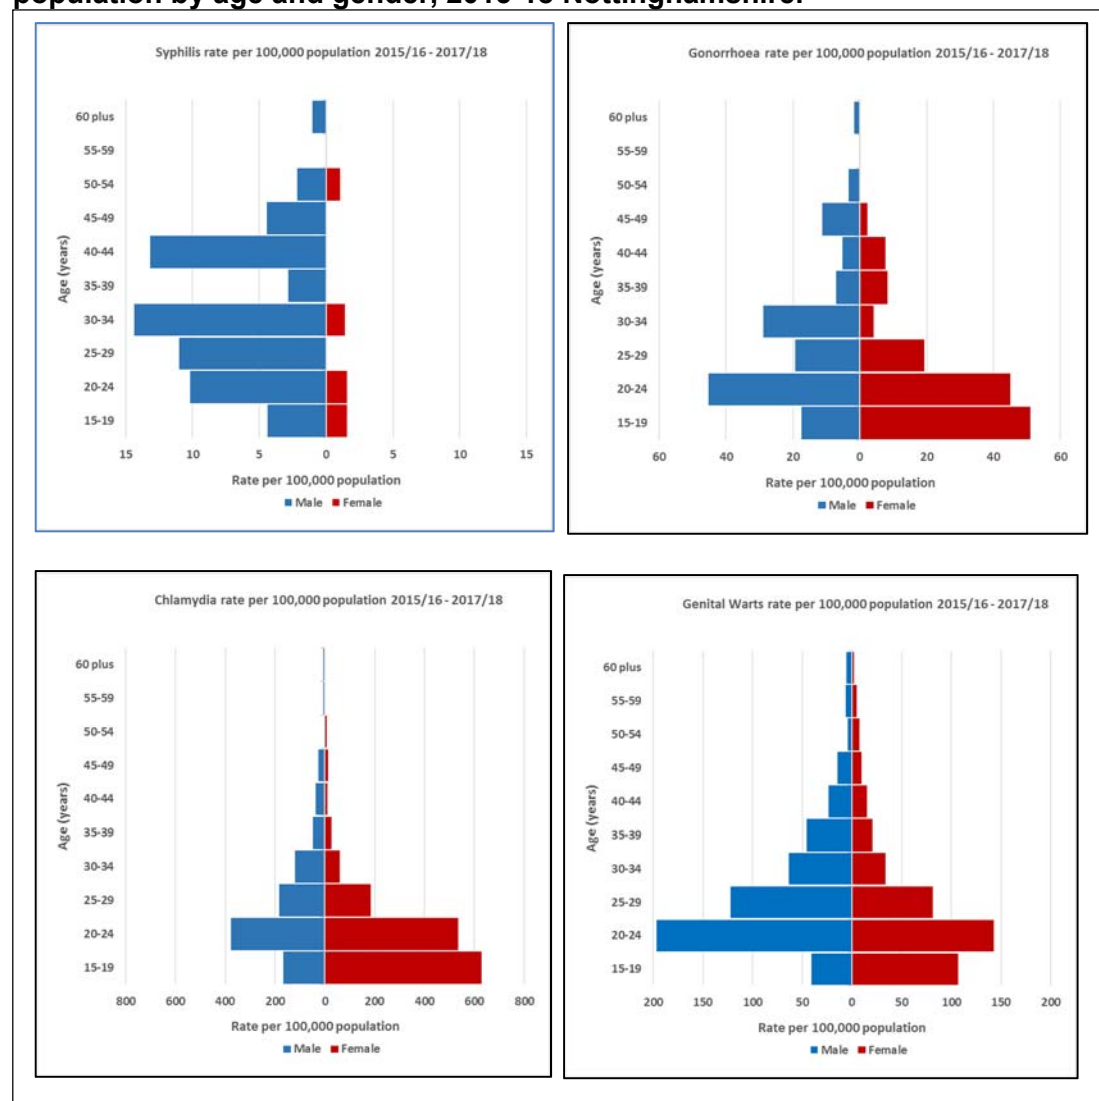 population by age and gender, Nottinghamshire.
Syphilis rate per 100,000 population 2015/16 - 2017/18
60 plus
55-59
50-54
45-49
40-44
35-39
30-34
25-29
20-24
15-19
Age (years)
15 10 5 0 5 10 15
Rate per 100,000 population
Male Female
Gonorrhoea rate per 100,000 population 2015/16 - 2017/18
60 plus
55-59
50-54
45-49
40-44
35-39
30-34
25-29
20-24
15-19
Age (years)
60 40 20 0 20 40 60
Rate per 100,000 population
Male Female
Chlamydia rate per 100,000 population 2015/16 - 2017/18
60 plus
55-59
50-54
45-49
40-44
35-39
30-34
25-29
20-24
15-19
Age (years)
800 600 400 200 0 200 400 600 800
Rate per 100,000 population
Male Female
Genital Warts rate per 100,000 population 2015/16 - 2017/18
60 plus
55-59
50-54
45-49
40-44
35-39
30-34
25-29
20-24
15-19
Age (years)
200 150 100 50 0 50 100 150 200
Rate per 100,000 population
Male Female